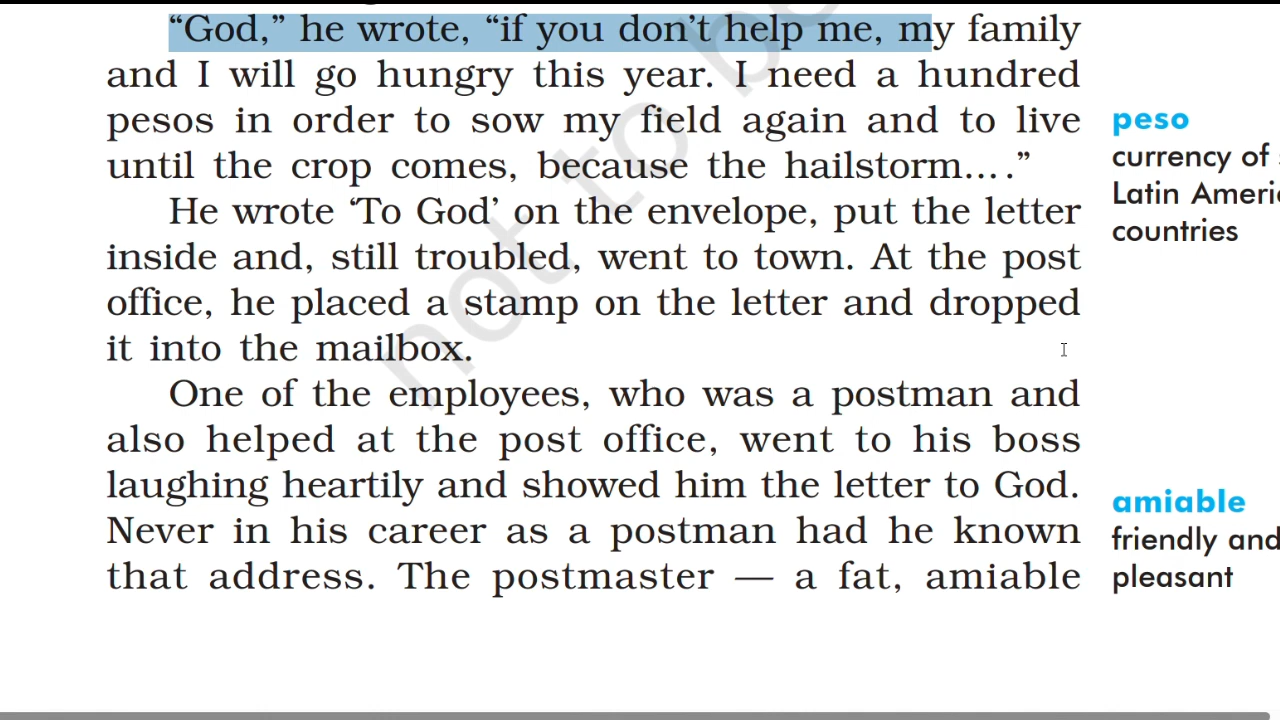 “God,” he wrote, “if you don’t help me, my family
and I will go hungry this year. I need a hundred
pesos in order to sow my field again and to live
until the crop comes, because the hailstorm....”
He wrote ‘To God’ on the envelope, put the letter
inside and, still troubled, went to town. At the post
office, he placed a stamp on the letter and dropped
it into the mailbox.
One of the employees, who was a postman and
also helped at the post office, went to his boss
laughing heartily and showed him the letter to God.
Never in his career as a postman had he known
that address. The postmaster — a fat, amiable
peso
currency of
Latin
countries
amiable
friendly and
pleasant
not to be